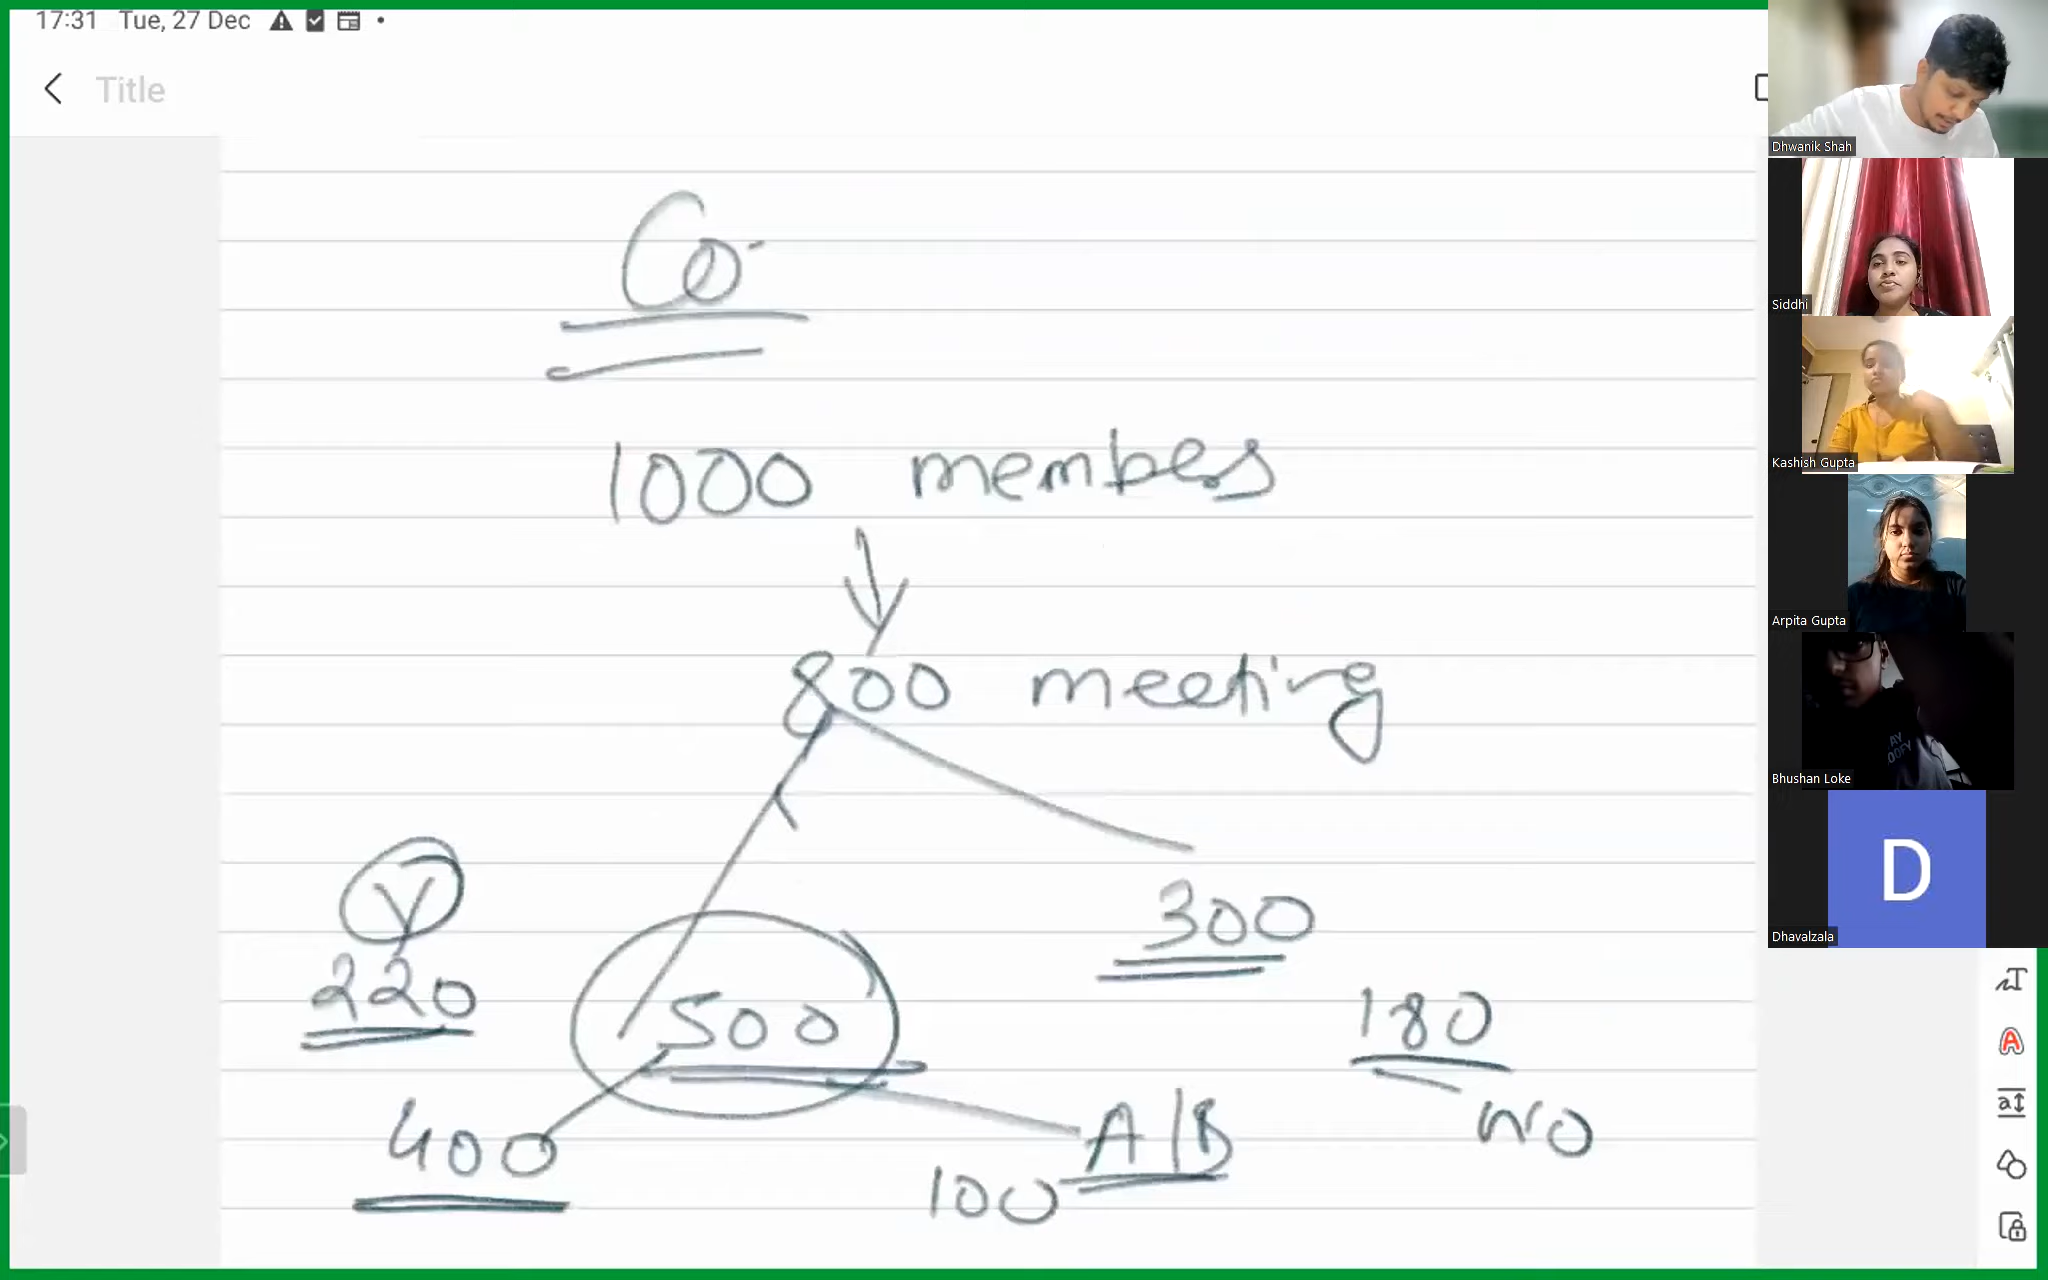 17:31 Tue, 27 Dec
Title
Co.
1000 members
800 meeting
Y
300
220
500
180
NO
400
100
A/B
Dhwanik Shah
Siddhi
Kashish Gupta
Arpita Gupta
Bhushan Loke
D
Dhavalzala